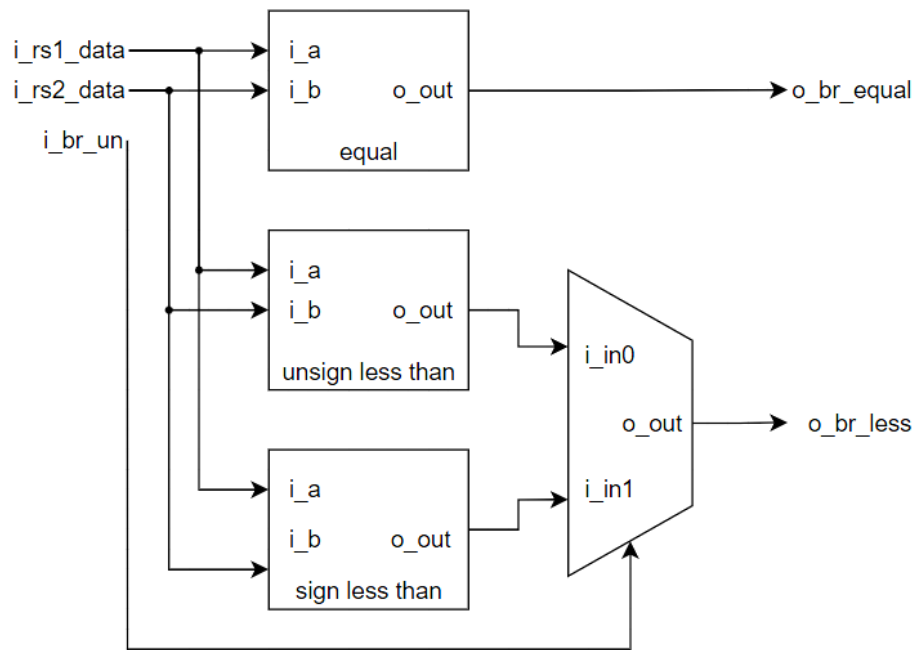 i_rs1_data
i_rs2_data
i_br_un
i_a
i_b
o_out
equal
o_br_equal
i_a
i_b
o_out
unsign less than
i_a
i_b
o_out
sign less than
i_in0
o_out
i_in1
o_br_less